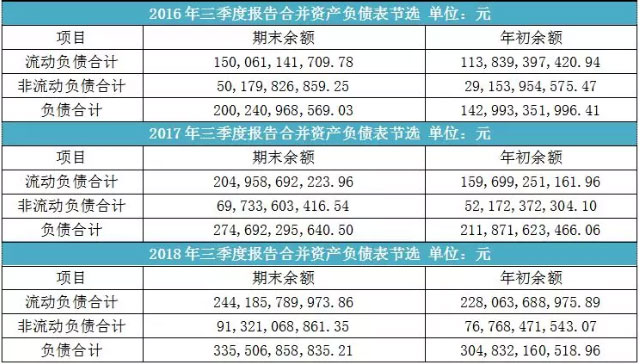 2016年三季度报告合并资产负债表节选 单位：元
项目 期末余额 年初余额
流动负债合计 150,061,141,709.78 113,839,397,420.94
非流动负债合计 50,179,826,859.25 29,153,954,575.47
负债合计 200,240,968,569.03 142,993,351,996.41
2017年三季度报告合并资产负债表节选 单位：元
项目 期末余额 年初余额
流动负债合计 204,958,692,223.96 159,699,251,161.96
非流动负债合计 69,733,603,416.54 52,172,372,304.10
负债合计 274,692,295,640.50 211,871,623,466.06
2018年三季度报告合并资产负债表节选 单位：元
项目 期末余额 年初余额
流动负债合计 244,185,789,973.86 228,063,688,975.89
非流动负债合计 91,321,068,861.35 76,768,471,543.07
负债合计 335,506,858,835.21 304,832,160,518.96